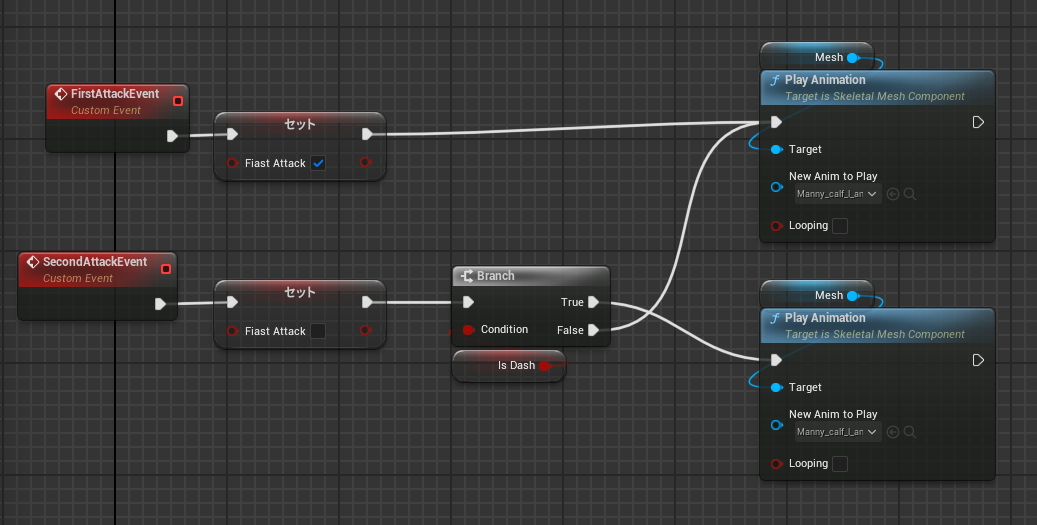 FirstAttackEvent
Custom Event
セット
Fiast Attack
Mesh
Play Animation
Target is Skeletal Mesh Component
Target
New Anim to Play
Manny_calf_l_an
Looping
SecondAttackEvent
Custom Event
セット
Fiast Attack
Branch
True
Condition
False
Is Dash
Mesh
Play Animation
Target is Skeletal Mesh Component
Target
New Anim to Play
Manny_calf_l_an
Looping